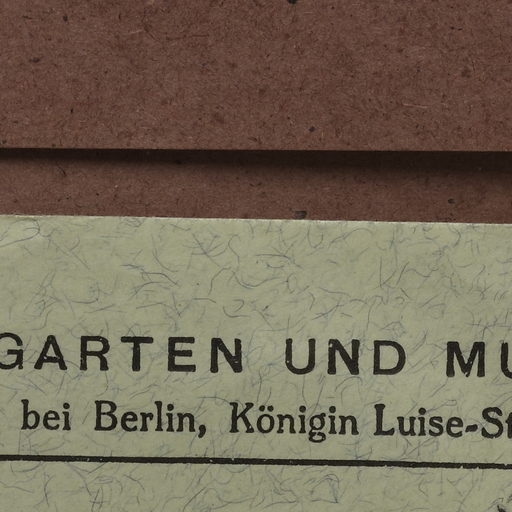 GARTEN UND MU
bei Berlin, Königin Luise-St